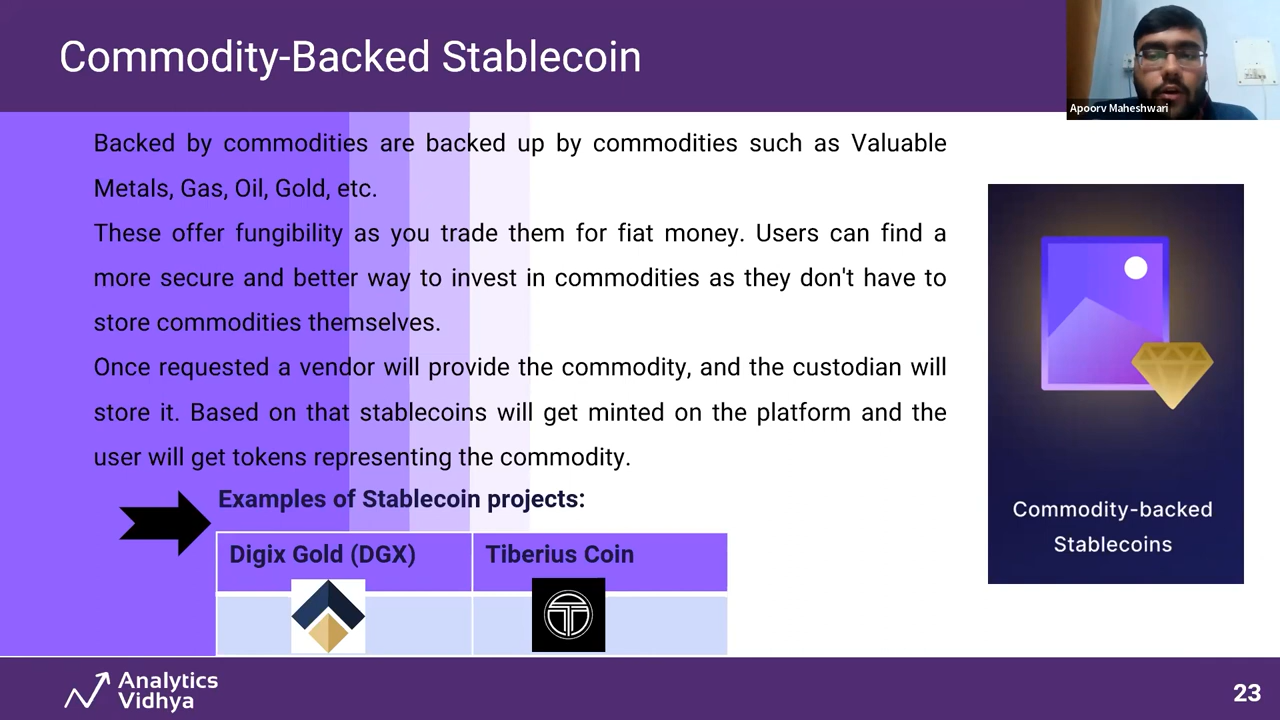 Commodity-Backed Stablecoin
Apoorv Maheshwari
Backed by commodities are backed up by commodities such as Valuable
Metals, Gas, Oil, Gold, etc.
These offer fungibility as you trade them for fiat money. Users can find a
more secure and better way to invest in commodities as they don't have to
store commodities themselves.
Once requested a vendor will provide the commodity, and the custodian will
store it. Based on that stablecoins will get minted on the platform and the
user will get tokens representing the commodity.
Examples of Stablecoin projects:
Digix Gold (DGX)
Tiberius Coin
Commodity-backed
Stablecoins
Analytics
Vidhya
23